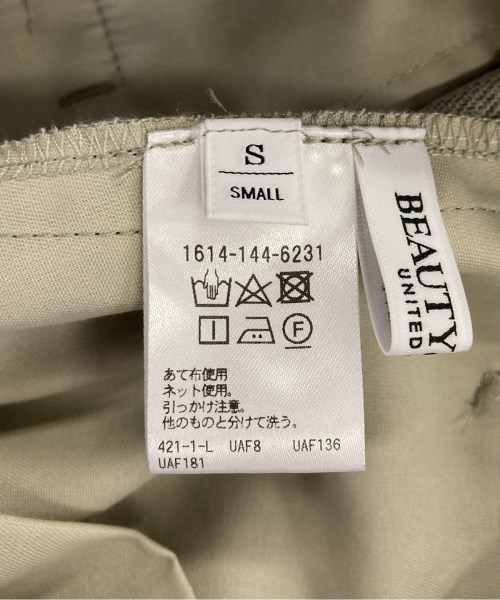 S
SMALL
1614-144-6231
F
あて布使用
ネット使用。
引っかけ注意。
他のものと分けて洗う。
421-1-L UAF8 UAF136
UAF181
BEAUTY
UNITED